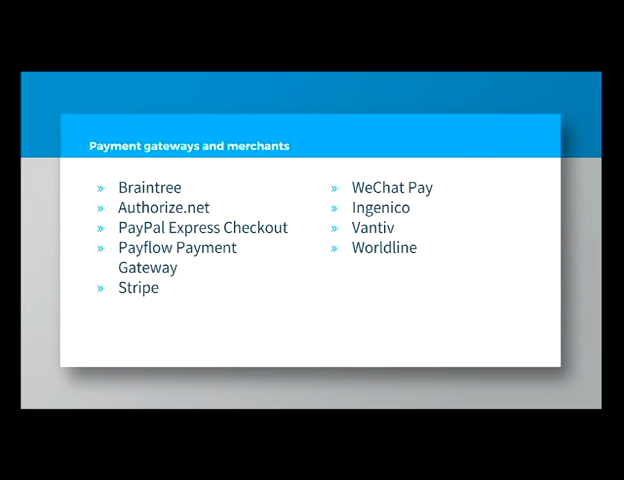 Payment gateways and merchants
» Braintree
» Authorize.net
» PayPal Express Checkout
» Payflow Payment
Gateway
» Stripe
» WeChat Pay
» Ingenico
» Vantiv
» Worldline